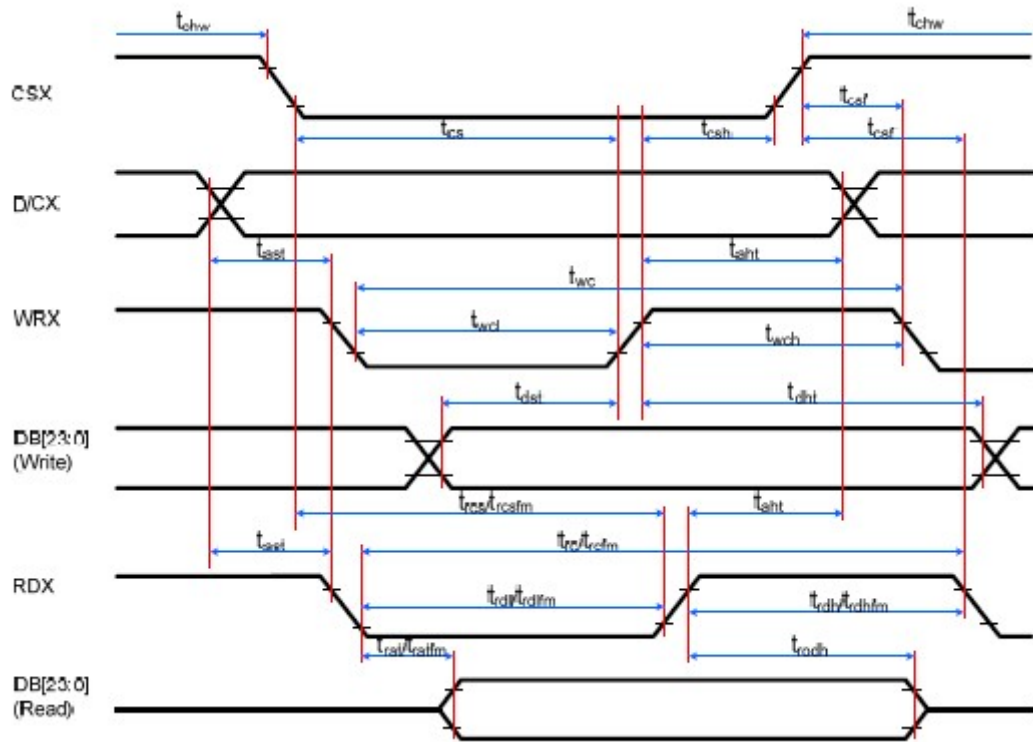 tchw
tchw
CSX
tcsf
tcs
tcsh
tcsf
D/CX
tast
taht
twc
WRX
twcl
twch
tdst
tdht
DB[23:0]
(Write)
trcs/trcsfm
taht
tast
trc/trcfm
RDX
trdl/trdlfm
trdh/trdhfm
trat/tratfm
trodh
DB[23:0]
(Read)